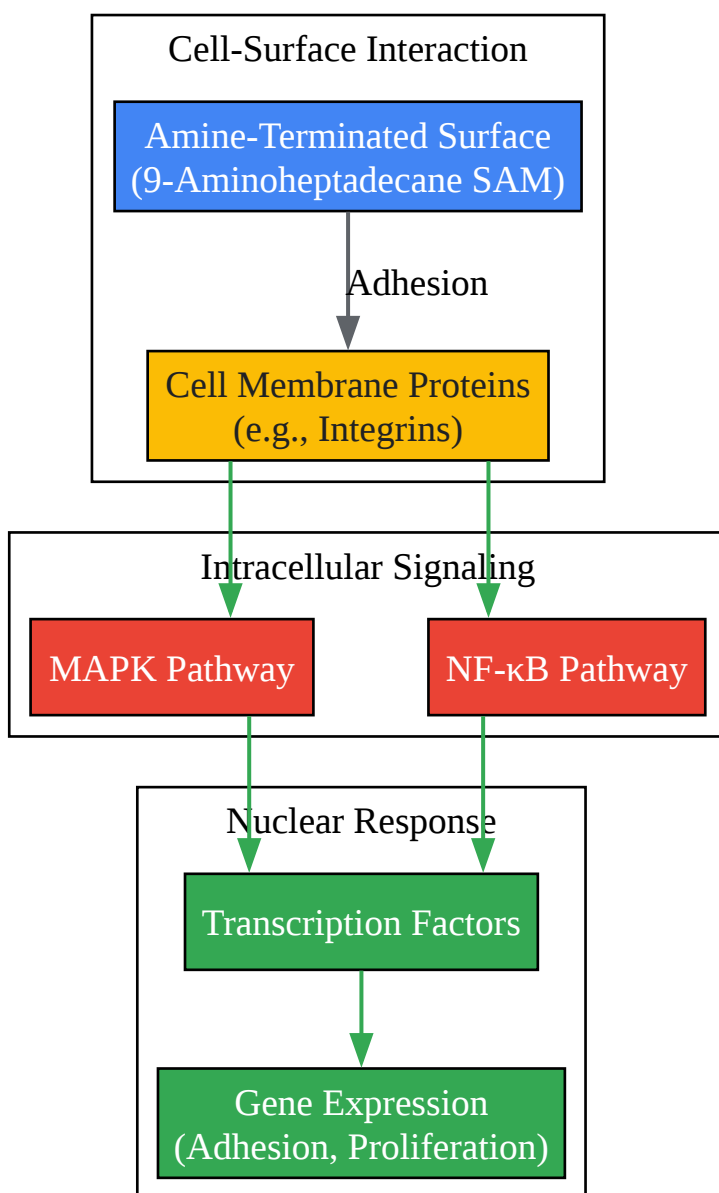 Cell-Surface Interaction
Amine-Terminated Surface
(9-Aminoheptadecane SAM)
Adhesion
Cell Membrane Proteins
(e.g., Integrins)
Intracellular Signaling
MAPK Pathway
NF-κB Pathway
Nuclear Response
Transcription Factors
Gene Expression
(Adhesion, Proliferation)